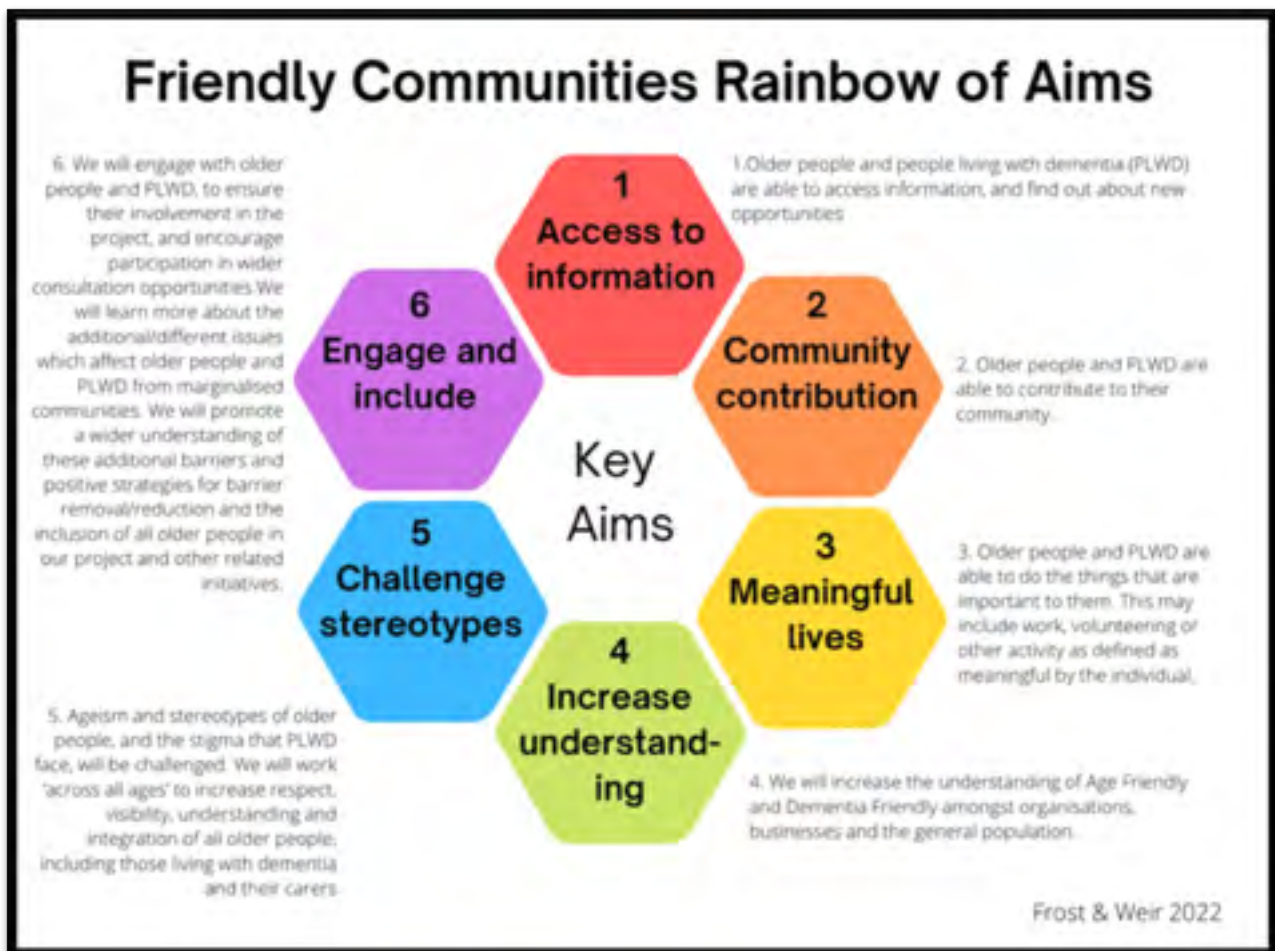 Friendly Communities Rainbow of Aims
1
Access to
information
1.Older people and people living with dementia (PLWD)
are able to access information, and find out about new
opportunities
2
Community
contribution
2. Older people and PLWD are
able to contribute to their
community.
3
Meaningful
lives
3. Older people and PLWD are
able to do the things that are
important to them. This may
include work, volunteering or
other activity as defined as
meaningful by the individual.
4
Increase
understand-
ing
4. We will increase the understanding of Age Friendly
and Dementia Friendly amongst organisations,
businesses and the general population.
5
Challenge
stereotypes
5. Ageism and stereotypes of older
people, and the stigma that PLWD
face, will be challenged. We will work
'across all ages' to increase respect,
visibility, understanding and
integration of all older people,
including those living with dementia
and their carers
6
Engage and
include
6. We will engage with older
people and PLWD, to ensure
their involvement in the
project, and encourage
participation in wider
consultation opportunities.We
will learn more about the
additional/different issues
which affect older people and
PLWD from marginalised
communities. We will promote
a wider understanding of
these additional barriers and
positive strategies for barrier
removal/reduction and the
inclusion of all older people in
our project and other related
initiatives.
Key
Aims
Frost & Weir 2022